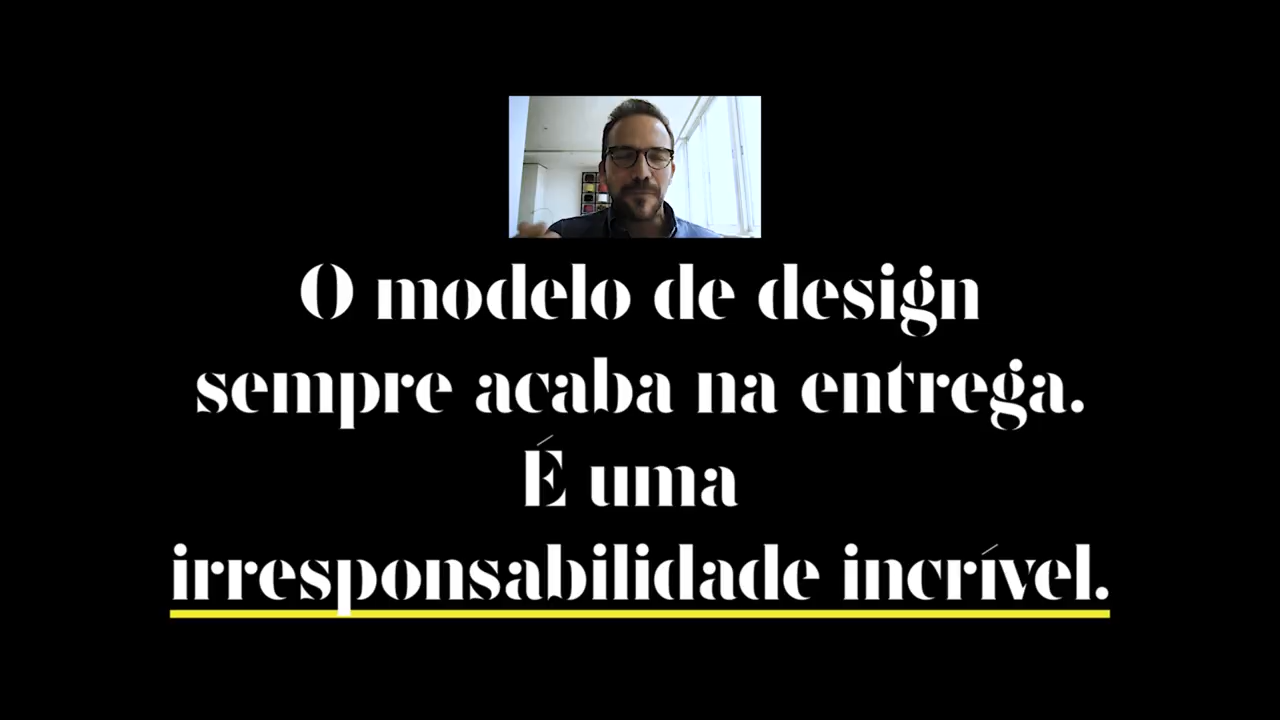 O modelo de design
sempre acaba na entrega.
É uma
irresponsabilidade incrível.